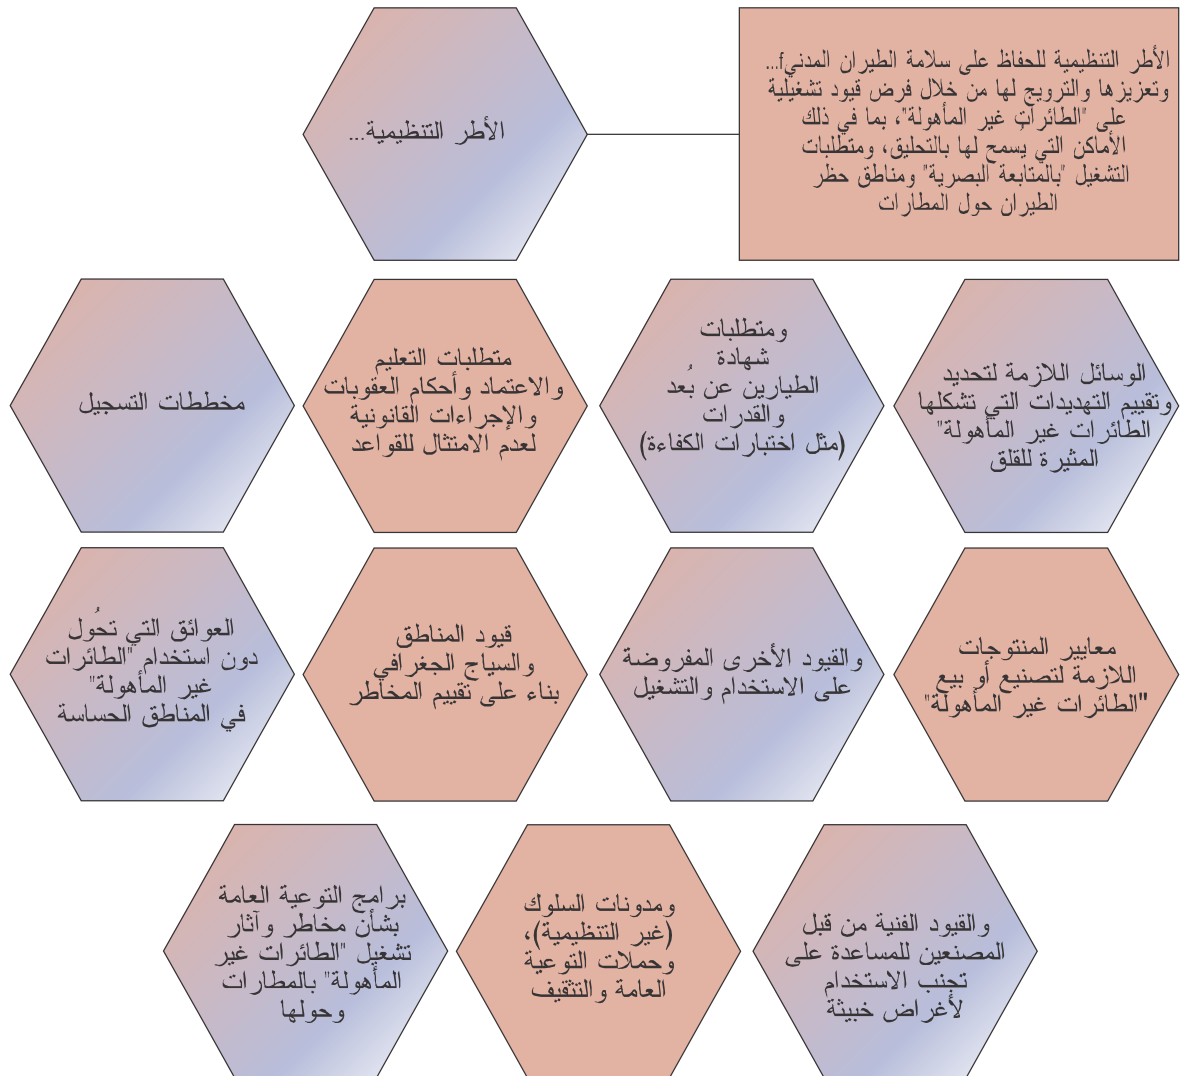 الأطر التنظيمية...
الأطر التنظيمية للحفاظ على سلامة الطيران المدنيf...
وتعزيزها والترويج لها من خلال فرض قيود تشغيلية
على "الطائرات غير المأهولة"، بما في ذلك
الأماكن التي يُسمح لها بالتحليق، ومتطلبات
التشغيل "بالمتابعة البصرية" ومناطق حظر
الطيران حول المطارات
الوسائل اللازمة لتحديد
وتقييم التهديدات التي تشكلها
الطائرات غير المأهولة"
المثيرة للقلق
ومتطلبات
شهادة
الطيارين عن بُعد
والقدرات
(مثل اختبارات الكفاءة)
متطلبات التعليم
والاعتماد وأحكام العقوبات
والإجراءات القانونية
لعدم الامتثال للقواعد
مخططات التسجيل
معايير المنتوجات
اللازمة لتصنيع أو بيع
"الطائرات غير المأهولة"
والقيود الأخرى المفروضة
على الاستخدام والتشغيل
قيود المناطق
والسياج الجغرافي
بناء على تقييم المخاطر
العوائق التي تحُول
دون استخدام "الطائرات
غير المأهولة"
في المناطق الحساسة
والقيود الفنية من قبل
المصنعين للمساعدة على
تجنب الاستخدام
لأغراض خبيثة
ومدونات السلوك
(غير التنظيمية)،
وحملات التوعية
العامة والتثقيف
برامج التوعية العامة
بشأن مخاطر وآثار
تشغيل "الطائرات غير
المأهولة" بالمطارات
وحولها